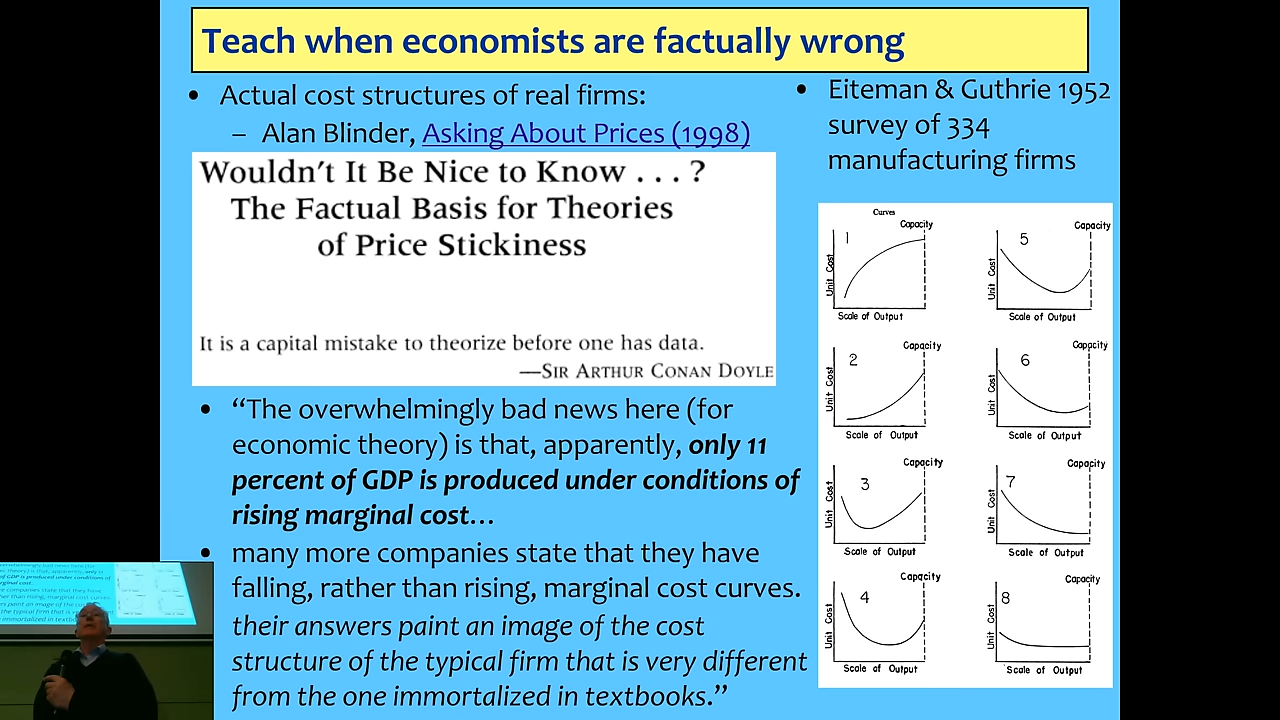 Teach when economists are factually wrong
• Actual cost structures of real firms:
– Alan Blinder, Asking About Prices (1998)
Wouldn't It Be Nice to Know . . . ?
The Factual Basis for Theories
of Price Stickiness
It is a capital mistake to theorize before one has data.
—SIR ARTHUR CONAN DOYLE
• “The overwhelmingly bad news here (for
economic theory) is that, apparently, only 11
percent of GDP is produced under conditions of
rising marginal cost…
• many more companies state that they have
falling, rather than rising, marginal cost curves.
their answers paint an image of the cost
structure of the typical firm that is very different
from the one immortalized in textbooks.”
• Eiteman & Guthrie 1952
survey of 334
manufacturing firms
Curves
Capacity
1
Unit Cost
Scale of Output
Capacity
5
Unit Cost
Scale of Output
Capacity
2
Unit Cost
Scale of Output
Capacity
6
Unit Cost
Scale of Output
Capacity
3
Unit Cost
Scale of Output
Capacity
7
Unit Cost
Scale of Output
Capacity
4
Unit Cost
Scale of Output
Capacity
8
Unit Cost
Scale of Output